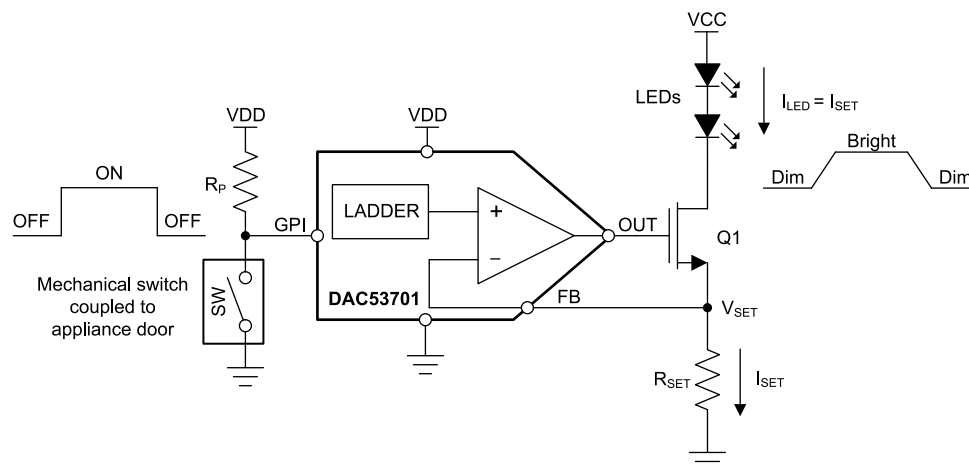 VCC
LEDs
I_LED = I_SET
Bright
Dim
Dim
VDD
VDD
ON
OFF
OFF
R_P
GPI
LADDER
+
−
OUT
Q1
DAC53701
FB
V_SET
Mechanical switch
coupled to
appliance door
SW
R_SET
I_SET